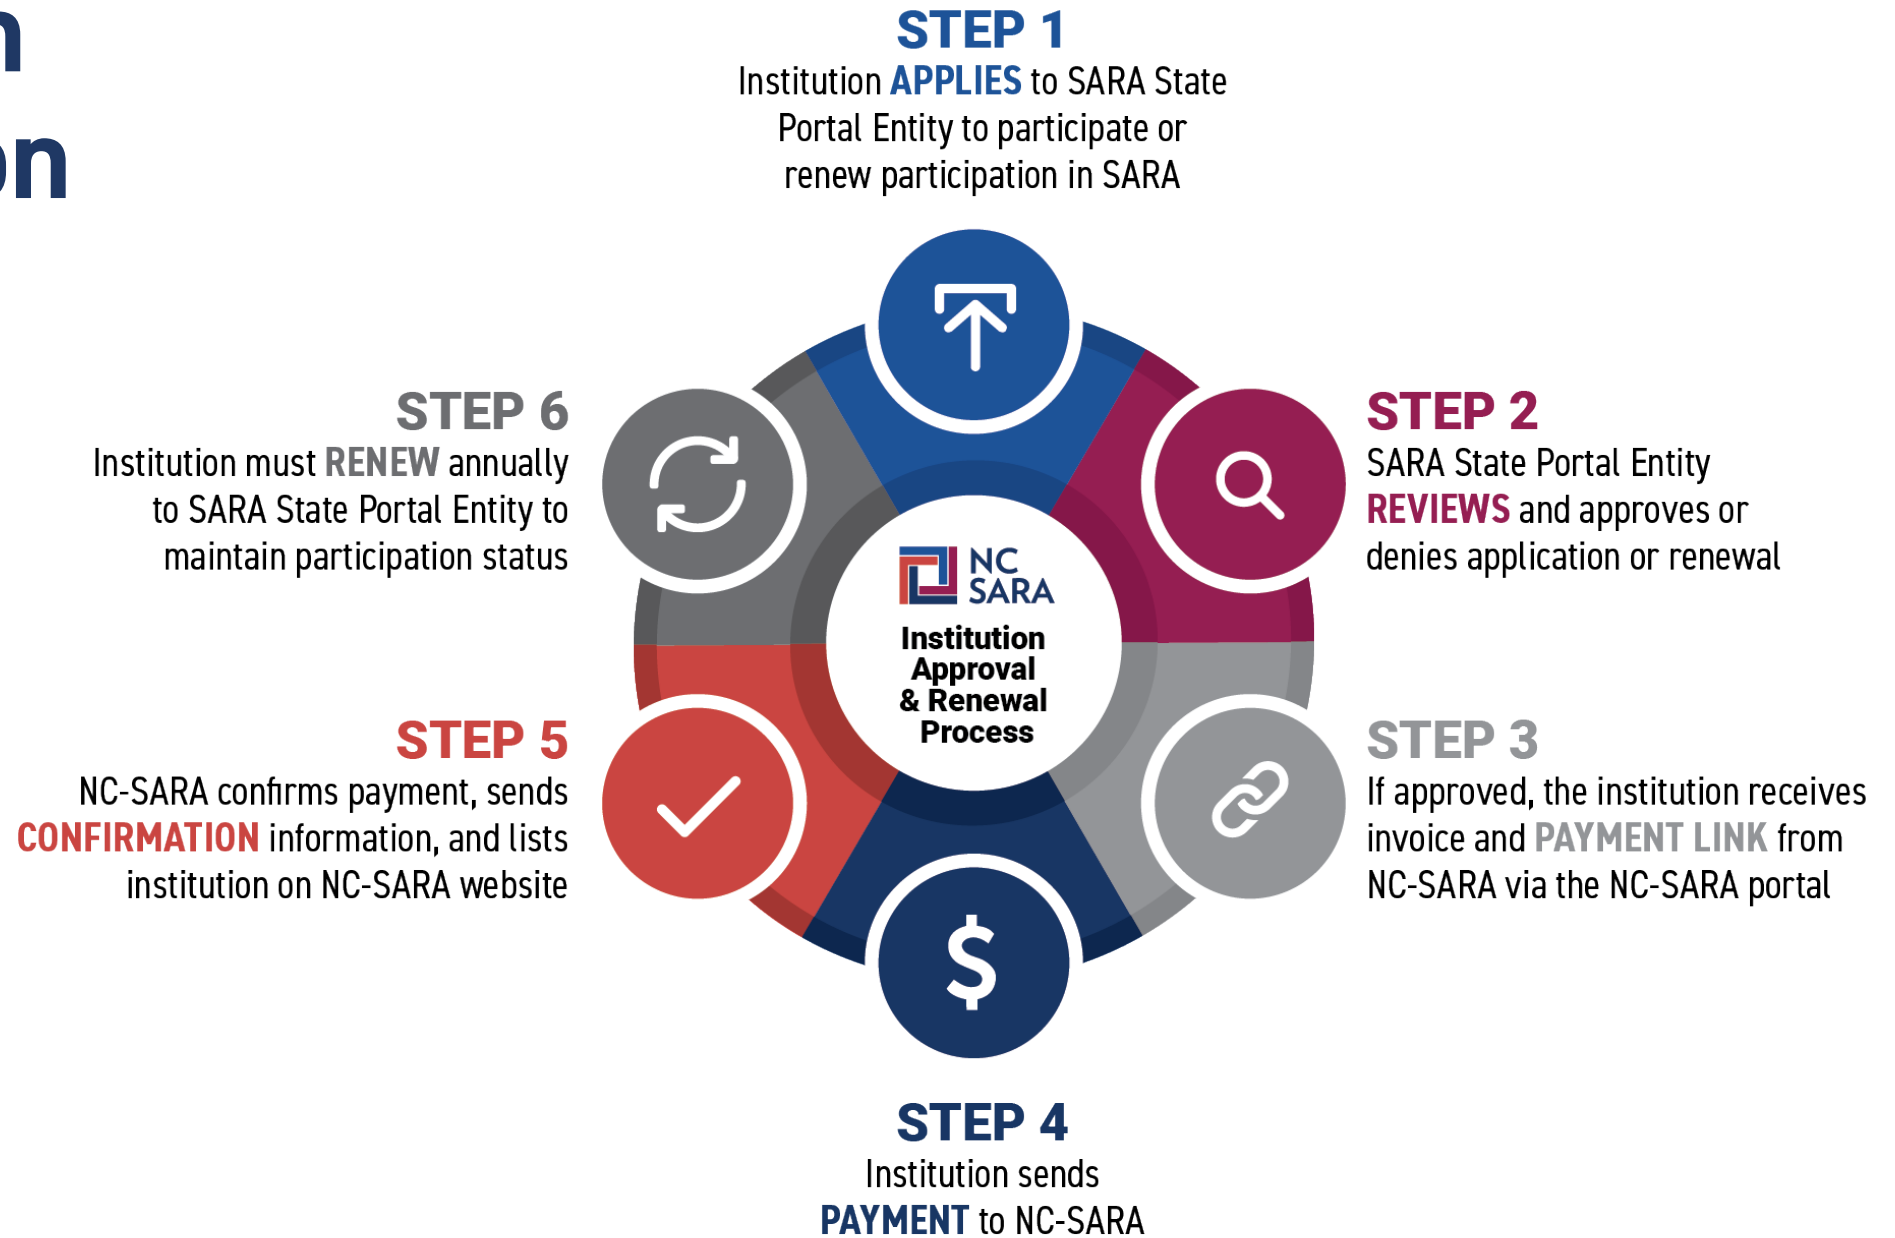 STEP 1
Institution APPLIES to SARA State
Portal Entity to participate or
renew participation in SARA
STEP 2
SARA State Portal Entity
REVIEWS and approves or
denies application or renewal
STEP 3
If approved, the institution receives
invoice and PAYMENT LINK from
NC-SARA via the NC-SARA portal
STEP 4
Institution sends
PAYMENT to NC-SARA
STEP 5
NC-SARA confirms payment, sends
CONFIRMATION information, and lists
institution on NC-SARA website
STEP 6
Institution must RENEW annually
to SARA State Portal Entity to
maintain participation status
NC
SARA
Institution
Approval
& Renewal
Process
$